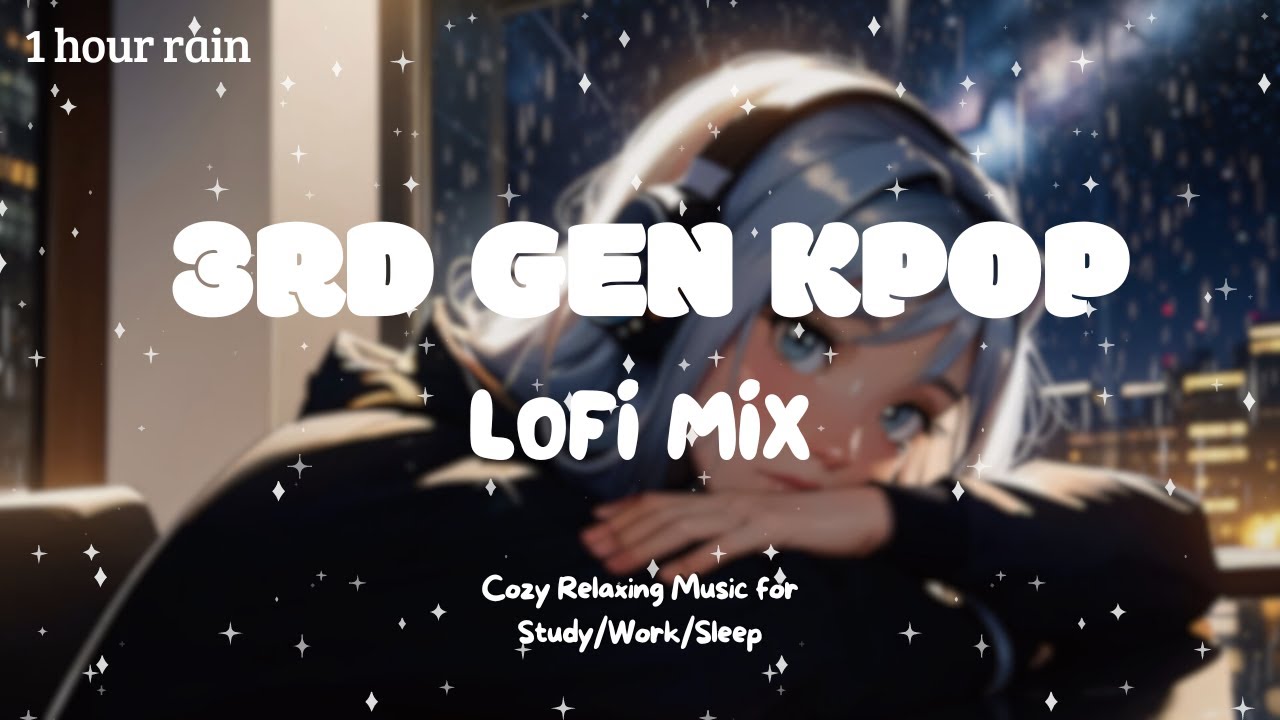 1 hour rain
3RD GEN KPOP
LOFi MiX
Cozy Relaxing Music for
Study/Work/Sleep